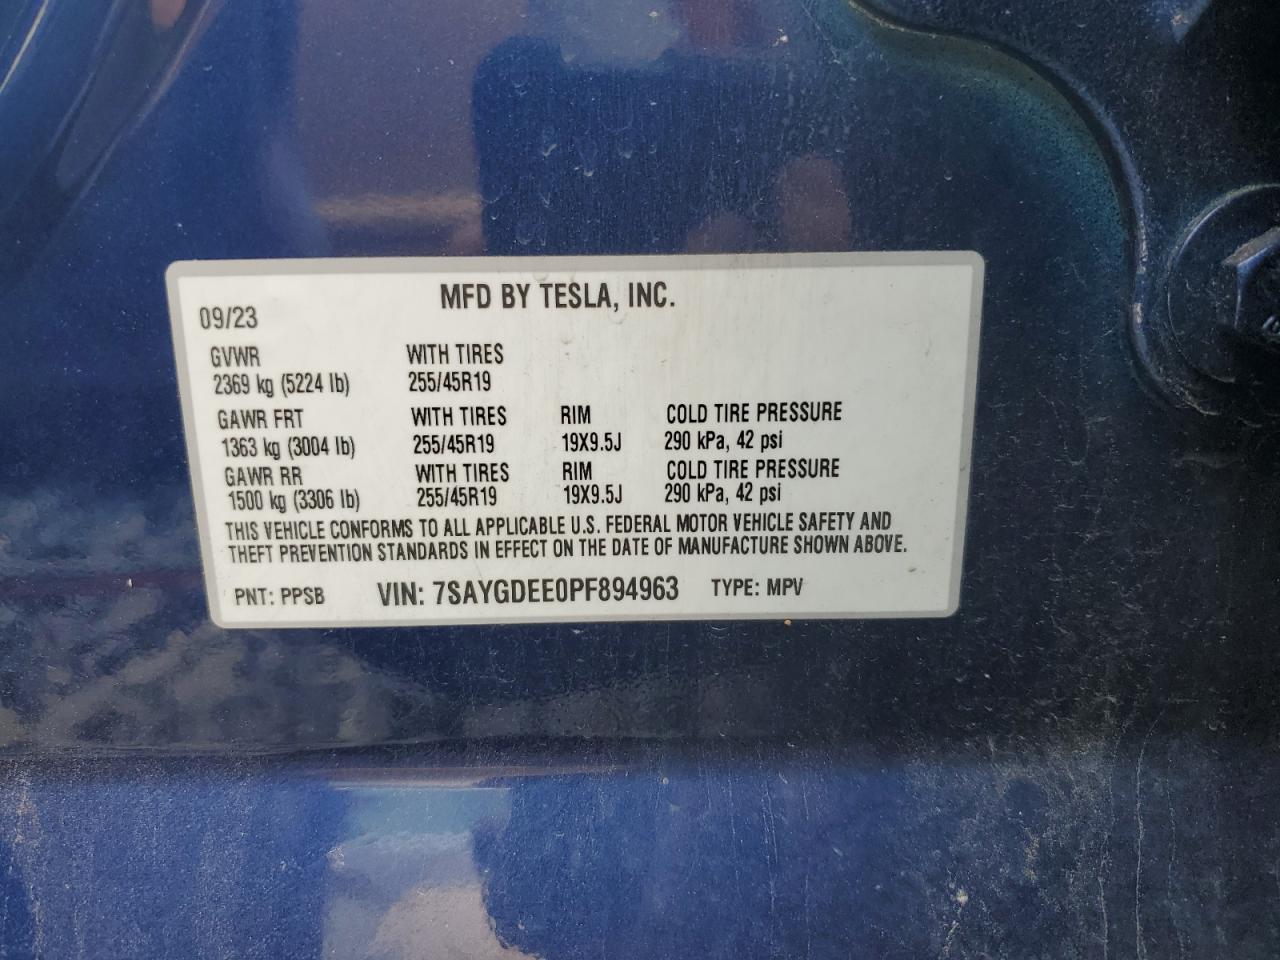 MFD BY TESLA, INC.
09/23
GVWR WITH TIRES
2369 kg (5224 lb) 255/45R19
GAWR FRT WITH TIRES RIM COLD TIRE PRESSURE
1363 kg (3004 lb) 255/45R19 19X9.5J 290 kPa, 42 psi
GAWR RR WITH TIRES RIM COLD TIRE PRESSURE
1500 kg (3306 lb) 255/45R19 19X9.5J 290 kPa, 42 psi
THIS VEHICLE CONFORMS TO ALL APPLICABLE U.S. FEDERAL MOTOR VEHICLE SAFETY AND
THEFT PREVENTION STANDARDS IN EFFECT ON THE DATE OF MANUFACTURE SHOWN ABOVE.
PNT: PPSB VIN: 7SAYGDEE0PF894963 TYPE: MPV